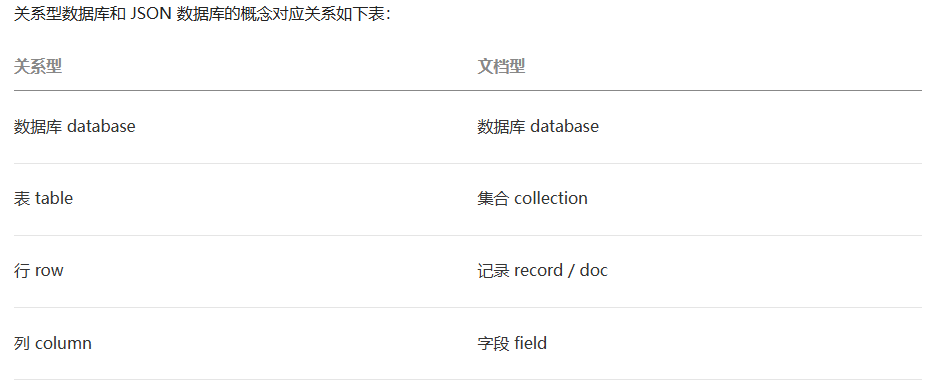 关系型数据库和 JSON 数据库的概念对应关系如下表：
关系型 文档型
数据库 database 数据库 database
表 table 集合 collection
行 row 记录 record / doc
列 column 字段 field